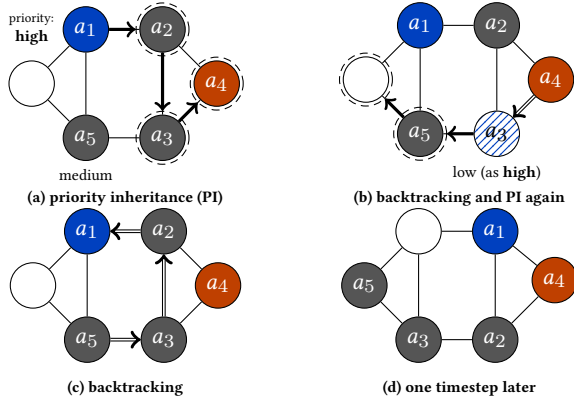 priority:
high
a1
a2
a4
a5
a3
medium
(a) priority inheritance (PI)
a1
a2
a4
a5
a3
low (as high)
(b) backtracking and PI again
a1
a2
a4
a5
a3
(c) backtracking
a1
a4
a5
a3
a2
(d) one timestep later